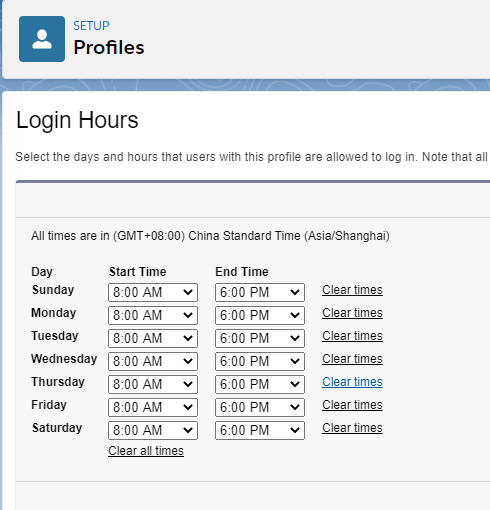 SETUP
Profiles
Login Hours
Select the days and hours that users with this profile are allowed to log in. Note that all
All times are in (GMT+08:00) China Standard Time (Asia/Shanghai)
Day Start Time End Time
Sunday 8:00 AM 6:00 PM Clear times
Monday 8:00 AM 6:00 PM Clear times
Tuesday 8:00 AM 6:00 PM Clear times
Wednesday 8:00 AM 6:00 PM Clear times
Thursday 8:00 AM 6:00 PM Clear times
Friday 8:00 AM 6:00 PM Clear times
Saturday 8:00 AM 6:00 PM Clear times
Clear all times